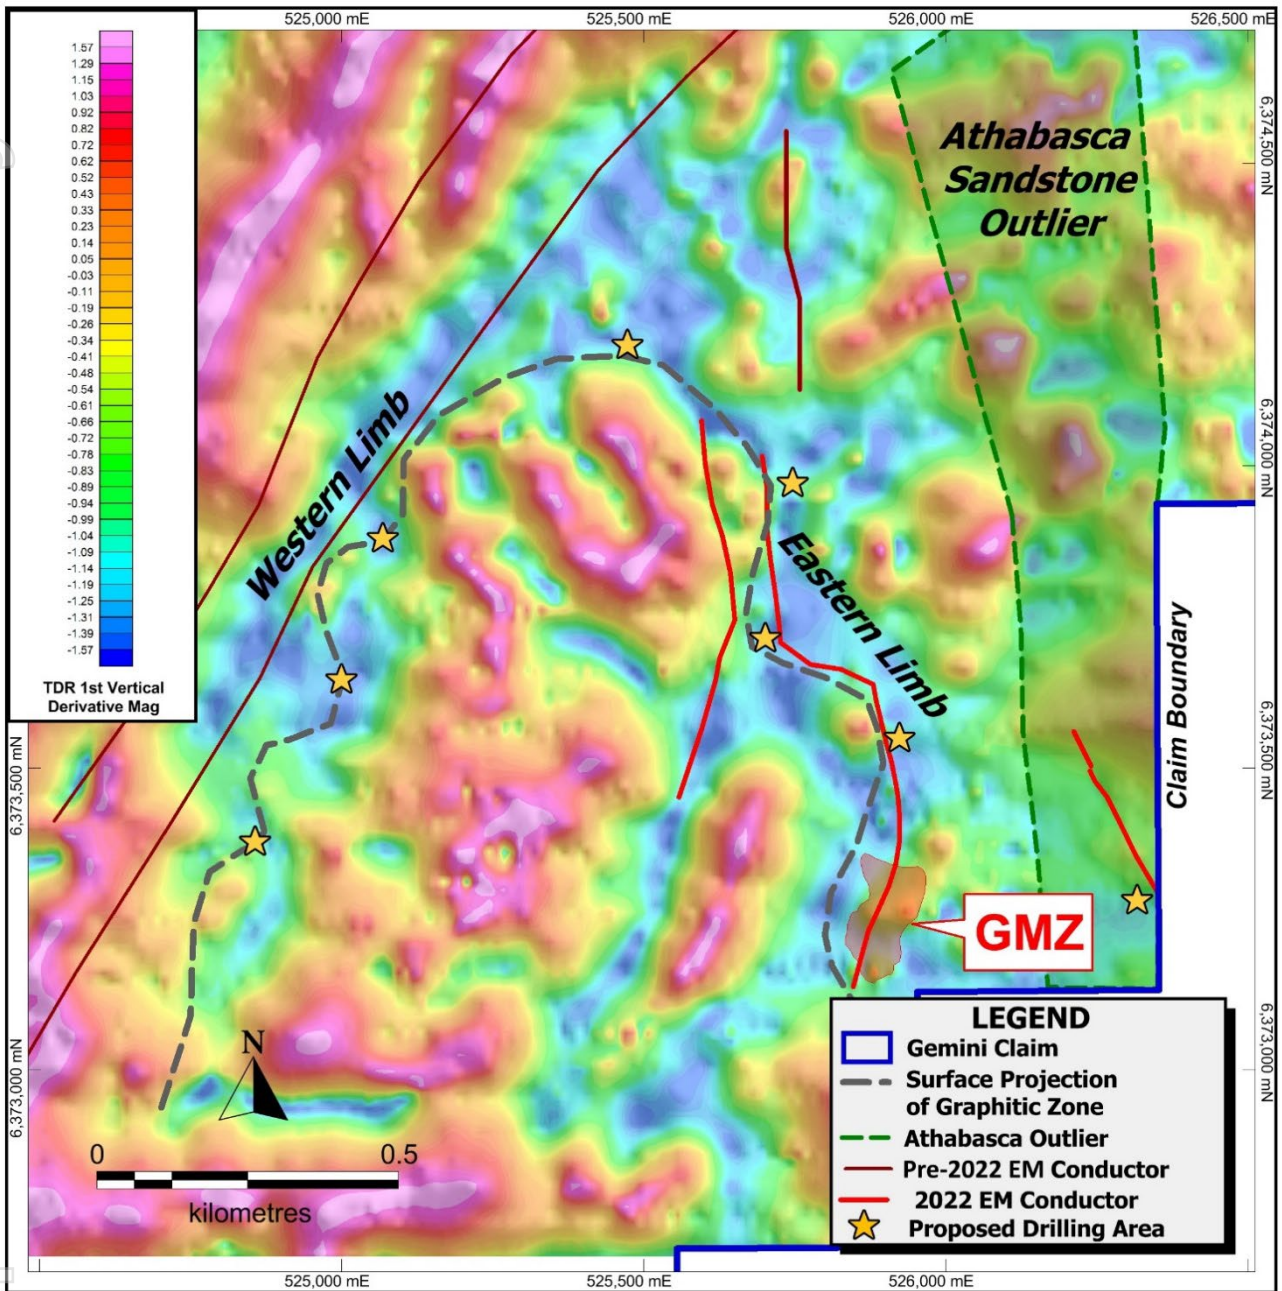 525,000 mE
525,500 mE
526,000 mE
526,500 mE
1.57
1.29
1.15
1.03
0.92
0.82
0.72
0.62
0.52
0.43
0.33
0.23
0.14
0.05
-0.03
-0.11
-0.19
-0.26
-0.34
-0.41
-0.48
-0.54
-0.61
-0.66
-0.72
-0.78
-0.83
-0.89
-0.94
-0.99
-1.04
-1.09
-1.14
-1.19
-1.25
-1.31
-1.39
-1.57
TDR 1st Vertical
Derivative Mag
Athabasca
Sandstone
Outlier
6,374,500 mN
6,374,000 mN
Western Limb
Eastern Limb
Claim Boundary
6,373,500 mN
6,373,500 mN
GMZ
6,373,000 mN
6,373,000 mN
N
0
0.5
kilometres
LEGEND
Gemini Claim
Surface Projection
of Graphitic Zone
Athabasca Outlier
Pre-2022 EM Conductor
2022 EM Conductor
Proposed Drilling Area
525,000 mE
525,500 mE
526,000 mE